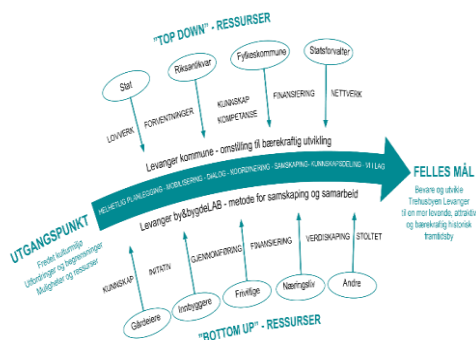 "TOP DOWN" - RESSURSER
Stat
Riksantikvar
Fylkeskommune
Statsforvalter
LOVVERK
FORVENTNINGER
KUNNSKAP
KOMPETANSE
FINANSIERING
NETTVERK
Levanger kommune - omstilling til bærekraftig utvikling
HELHETLIG PLANLEGGING - MOBILISERING - DIALOG - KOORDINERING - SAMSKAPING - KUNNSKAPSDELING - VI I LAG
Levanger by&bygdeLAB - metode for samskaping og samarbeid
UTGANGSPUNKT
Fredet kulturmiljø
Utfordringer og begrensninger
Muligheter og ressurser
FELLES MÅL
Bevare og utvikle
Trehusbyen Levanger
til en mer levende, attraktiv
og bærekraftig historisk
framtidsby
KUNNSKAP
INITATIV
GJENNOMFØRING
FINANSIERING
VERDISKAPING
STOLTET
Gårdeiere
Innbyggere
Frivillige
Næringsliv
Andre
"BOTTOM UP" - RESSURSER